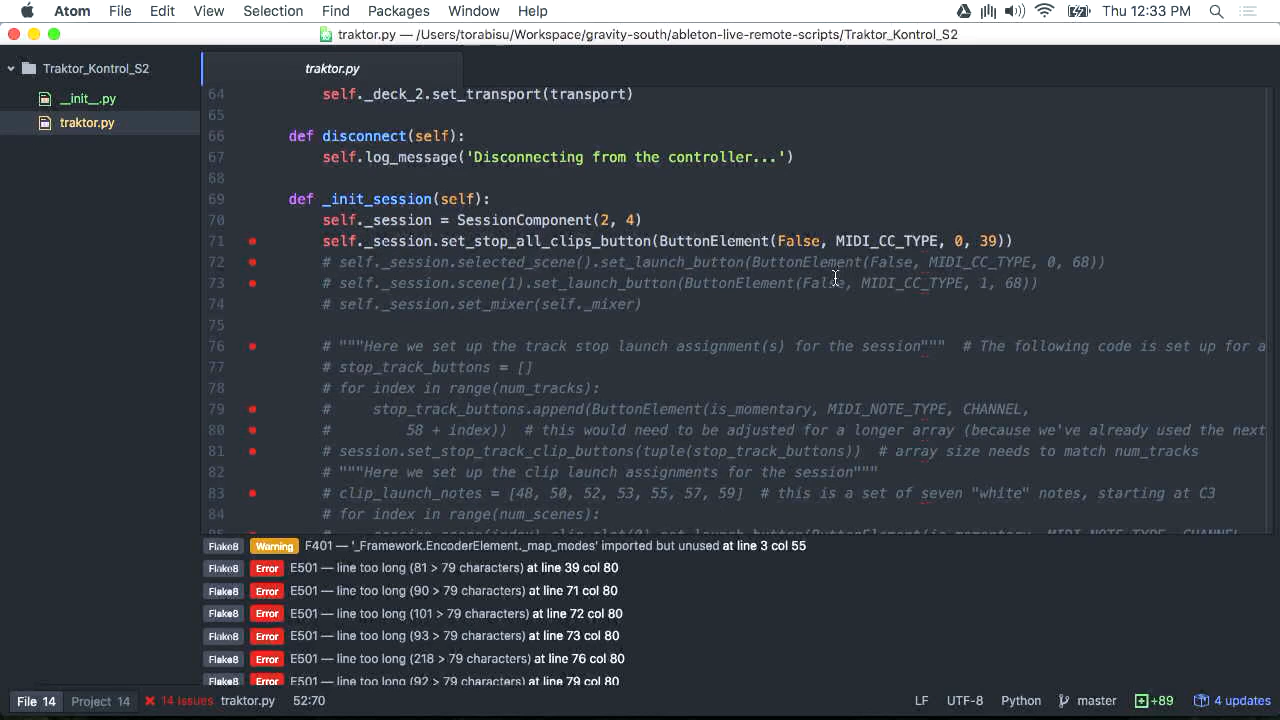 Atom File Edit View Selection Find Packages Window Help Thu 12:33 PM
traktor.py — /Users/torabisu/Workspace/gravity-south/ableton-live-remote-scripts/Traktor_Kontrol_S2
Traktor_Kontrol_S2
__init__.py
traktor.py
traktor.py
64 self._deck_2.set_transport(transport)
65
66 def disconnect(self):
67 self.log_message('Disconnecting from the controller...')
68
69 def _init_session(self):
70 self._session = SessionComponent(2, 4)
71 self._session.set_stop_all_clips_button(ButtonElement(False, MIDI_CC_TYPE, 0, 39))
72 # self._session.selected_scene().set_launch_button(ButtonElement(False, MIDI_CC_TYPE, 0, 68))
73 # self._session.scene(1).set_launch_button(ButtonElement(False, MIDI_CC_TYPE, 1, 68))
74 # self._session.set_mixer(self._mixer)
75
76 # """Here we set up the track stop launch assignment(s) for the session""" # The following code is set up for a
77 # stop_track_buttons = []
78 # for index in range(num_tracks):
79 # stop_track_buttons.append(ButtonElement(is_momentary, MIDI_NOTE_TYPE, CHANNEL,
80 # 58 + index)) # this would need to be adjusted for a longer array (because we've already used the next
81 # session.set_stop_track_clip_buttons(tuple(stop_track_buttons)) # array size needs to match num_tracks
82 # """Here we set up the clip launch assignments for the session"""
83 # clip_launch_notes = [48, 50, 52, 53, 55, 57, 59] # this is a set of seven "white" notes, starting at C3
84 # for index in range(num_scenes):
Flake8 Warning F401 — '_Framework.EncoderElement._map_modes' imported but unused at line 3 col 55
Flake8 Error E501 — line too long (81 > 79 characters) at line 39 col 80
Flake8 Error E501 — line too long (90 > 79 characters) at line 71 col 80
Flake8 Error E501 — line too long (101 > 79 characters) at line 72 col 80
Flake8 Error E501 — line too long (93 > 79 characters) at line 73 col 80
Flake8 Error E501 — line too long (218 > 79 characters) at line 76 col 80
Flake8 Error E501 — line too long (92 > 79 characters) at line 79 col 80
File 14 Project 14 14 issues traktor.py 52:70 LF UTF-8 Python master +89 4 updates